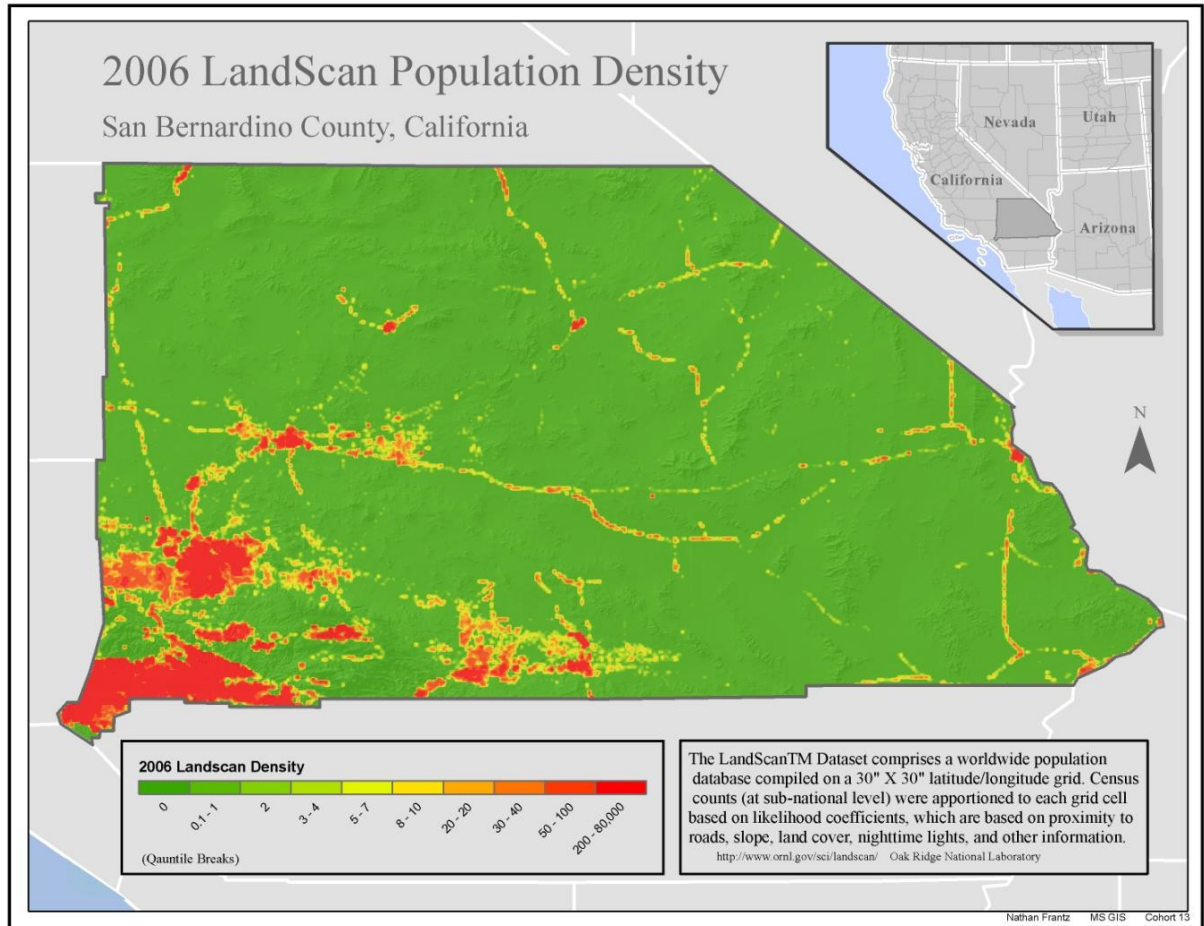 2006 LandScan Population Density
San Bernardino County, California
Nevada
Utah
California
Arizona
N
2006 Landscan Density
0
0.1 - 1
2
3 - 4
5 - 7
8 - 10
20 - 20
30 - 40
50 - 100
200 - 80,000
(Qauntile Breaks)
The LandScanTM Dataset comprises a worldwide population
database compiled on a 30" X 30" latitude/longitude grid. Census
counts (at sub-national level) were apportioned to each grid cell
based on likelihood coefficients, which are based on proximity to
roads, slope, land cover, nighttime lights, and other information.
http://www.ornl.gov/sci/landscan/ Oak Ridge National Laboratory
Nathan Frantz MS GIS Cohort 13